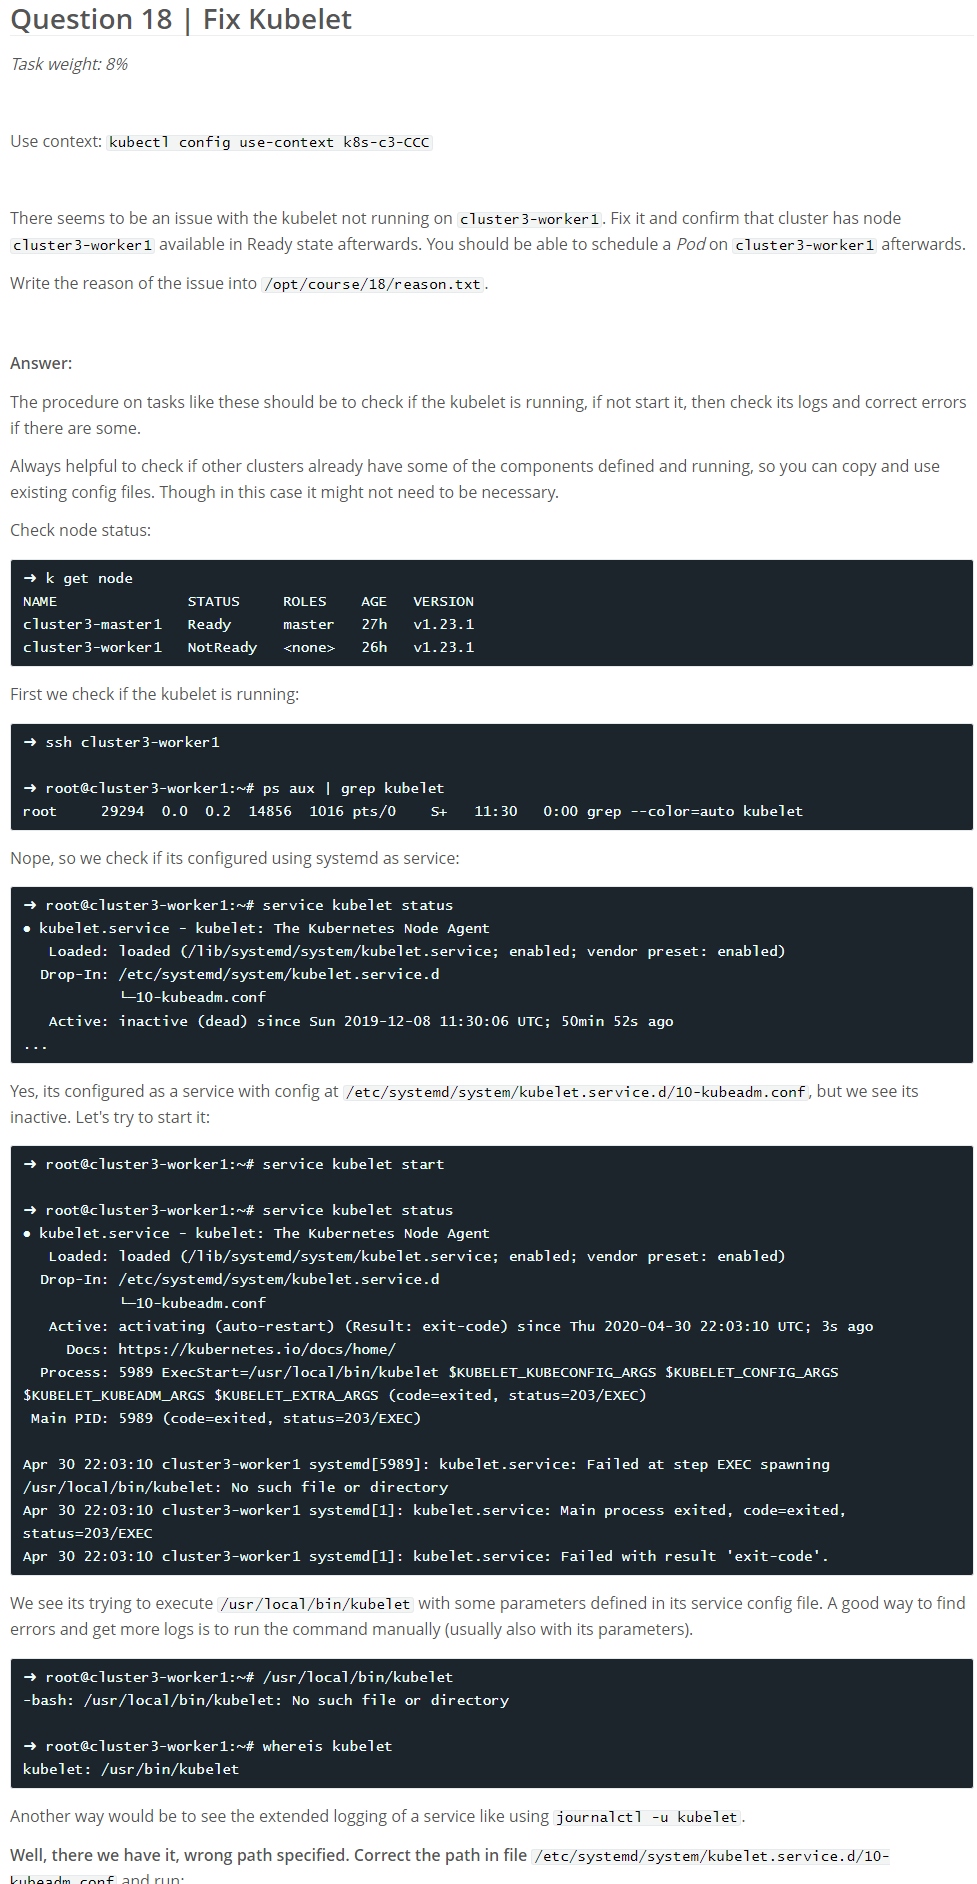 Question 18 | Fix Kubelet
Task weight: 8%
Use context: kubectl config use-context k8s-c3-CCC
There seems to be an issue with the kubelet not running on cluster3-worker1. Fix it and confirm that cluster has node
cluster3-worker1 available in Ready state afterwards. You should be able to schedule a Pod on cluster3-worker1 afterwards.
Write the reason of the issue into /opt/course/18/reason.txt.
Answer:
The procedure on tasks like these should be to check if the kubelet is running, if not start it, then check its logs and correct errors
if there are some.
Always helpful to check if other clusters already have some of the components defined and running, so you can copy and use
existing config files. Though in this case it might not need to be necessary.
Check node status:
➜ k get node
NAME               STATUS     ROLES    AGE   VERSION
cluster3-master1   Ready      master   27h   v1.23.1
cluster3-worker1   NotReady   <none>   26h   v1.23.1
First we check if the kubelet is running:
➜ ssh cluster3-worker1
➜ root@cluster3-worker1:~# ps aux | grep kubelet
root     29294  0.0  0.2  14856  1016 pts/0    S+   11:30   0:00 grep --color=auto kubelet
Nope, so we check if its configured using systemd as service:
➜ root@cluster3-worker1:~# service kubelet status
● kubelet.service - kubelet: The Kubernetes Node Agent
   Loaded: loaded (/lib/systemd/system/kubelet.service; enabled; vendor preset: enabled)
  Drop-In: /etc/systemd/system/kubelet.service.d
           └─10-kubeadm.conf
   Active: inactive (dead) since Sun 2019-12-08 11:30:06 UTC; 50min 52s ago
...
Yes, its configured as a service with config at /etc/systemd/system/kubelet.service.d/10-kubeadm.conf, but we see its
inactive. Let's try to start it:
➜ root@cluster3-worker1:~# service kubelet start
➜ root@cluster3-worker1:~# service kubelet status
● kubelet.service - kubelet: The Kubernetes Node Agent
   Loaded: loaded (/lib/systemd/system/kubelet.service; enabled; vendor preset: enabled)
  Drop-In: /etc/systemd/system/kubelet.service.d
           └─10-kubeadm.conf
   Active: activating (auto-restart) (Result: exit-code) since Thu 2020-04-30 22:03:10 UTC; 3s ago
     Docs: https://kubernetes.io/docs/home/
  Process: 5989 ExecStart=/usr/local/bin/kubelet $KUBELET_KUBECONFIG_ARGS $KUBELET_CONFIG_ARGS
$KUBELET_KUBEADM_ARGS $KUBELET_EXTRA_ARGS (code=exited, status=203/EXEC)
 Main PID: 5989 (code=exited, status=203/EXEC)
Apr 30 22:03:10 cluster3-worker1 systemd[5989]: kubelet.service: Failed at step EXEC spawning
/usr/local/bin/kubelet: No such file or directory
Apr 30 22:03:10 cluster3-worker1 systemd[1]: kubelet.service: Main process exited, code=exited,
status=203/EXEC
Apr 30 22:03:10 cluster3-worker1 systemd[1]: kubelet.service: Failed with result 'exit-code'.
We see its trying to execute /usr/local/bin/kubelet with some parameters defined in its service config file. A good way to find
errors and get more logs is to run the command manually (usually also with its parameters).
➜ root@cluster3-worker1:~# /usr/local/bin/kubelet
-bash: /usr/local/bin/kubelet: No such file or directory
➜ root@cluster3-worker1:~# whereis kubelet
kubelet: /usr/bin/kubelet
Another way would be to see the extended logging of a service like using journalctl -u kubelet.
Well, there we have it, wrong path specified. Correct the path in file /etc/systemd/system/kubelet.service.d/10-
kubeadm.conf and run: